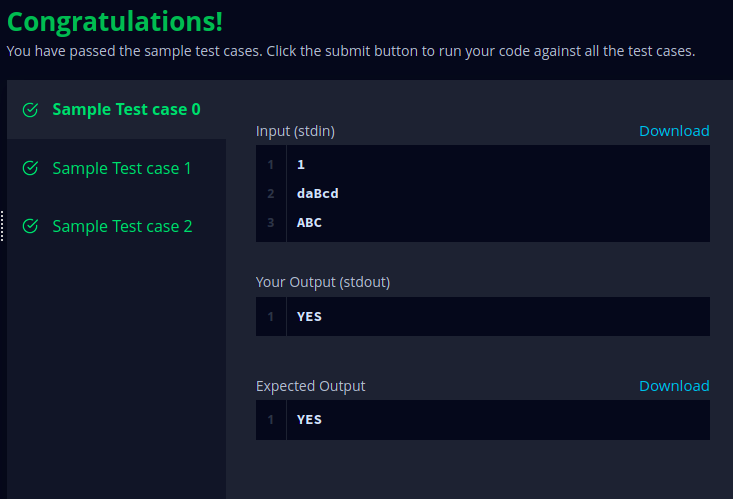 Congratulations!
You have passed the sample test cases. Click the submit button to run your code against all the test cases.
Sample Test case 0
Sample Test case 1
Sample Test case 2
Input (stdin)
Download
1 1
2 daBcd
3 ABC
Your Output (stdout)
1 YES
Expected Output
Download
1 YES